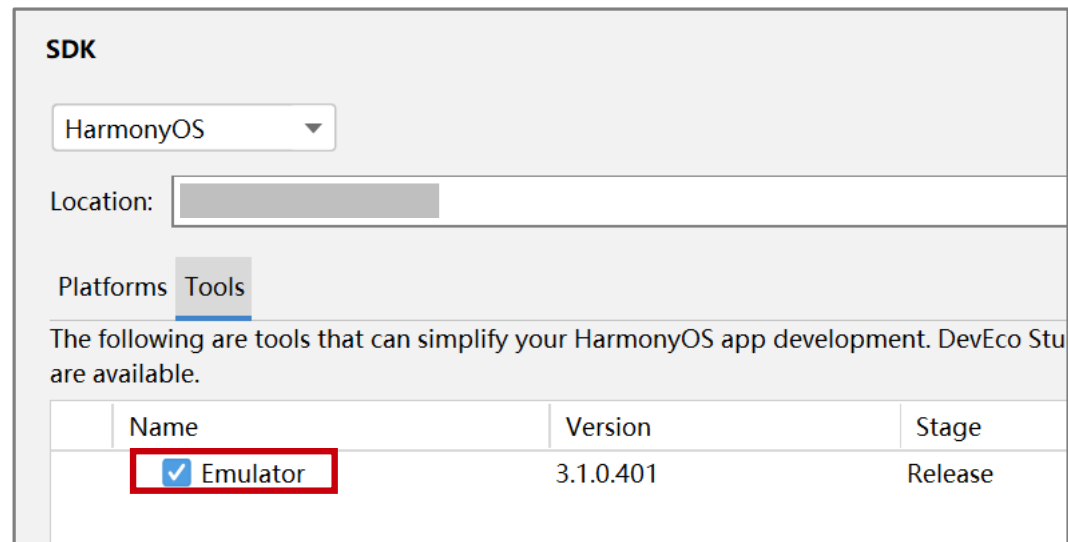 SDK
HarmonyOS
Location:
Platforms Tools
The following are tools that can simplify your HarmonyOS app development. DevEco Stu
are available.
Name Version Stage
Emulator 3.1.0.401 Release